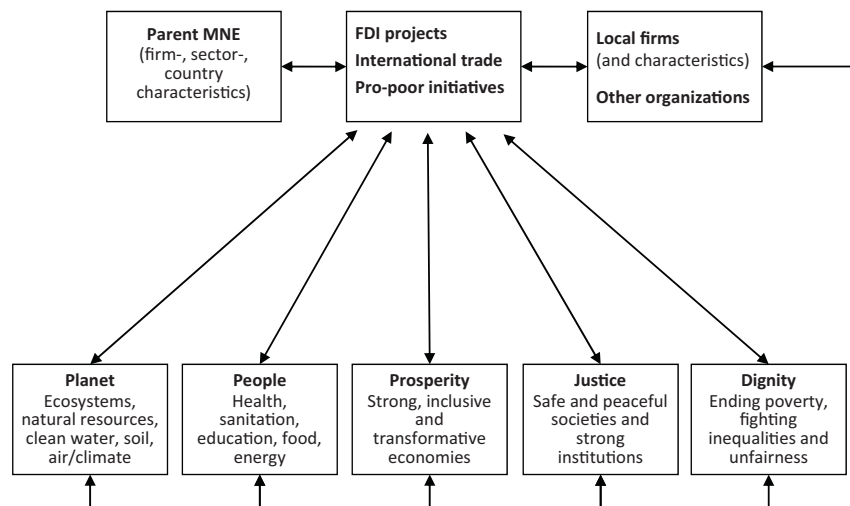 Parent MNE
(firm-, sector-,
country
characteristics)
FDI projects
International trade
Pro-poor initiatives
Local firms
(and characteristics)
Other organizations
Planet
Ecosystems,
natural resources,
clean water, soil,
air/climate
People
Health,
sanitation,
education, food,
energy
Prosperity
Strong, inclusive
and
transformative
economies
Justice
Safe and peaceful
societies and
strong
institutions
Dignity
Ending poverty,
fighting
inequalities and
unfairness